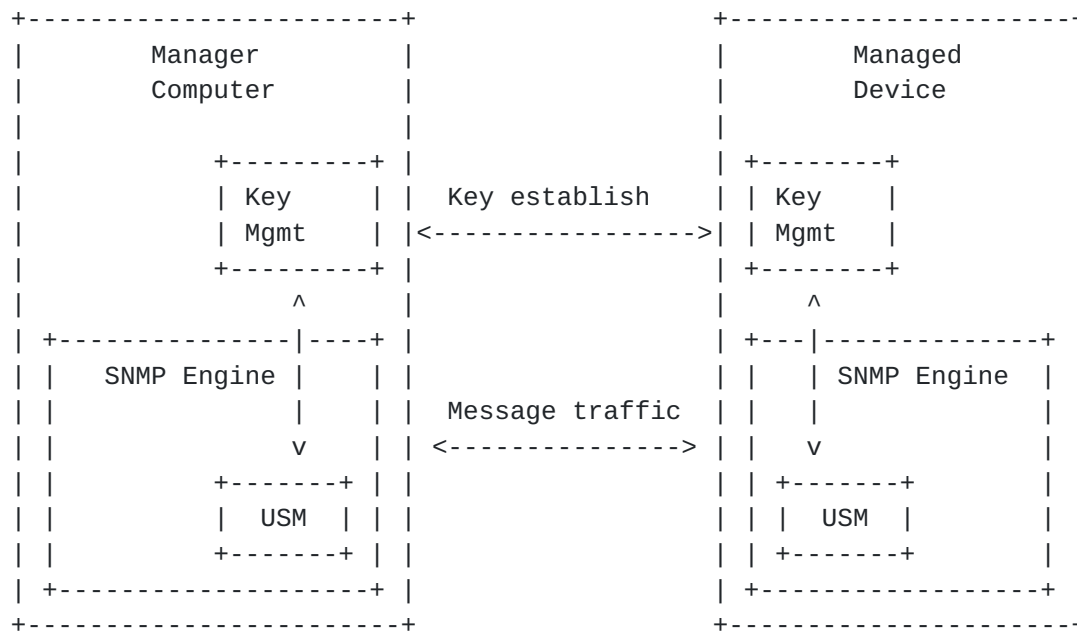 Manager Managed
Computer Device
Key Key establish Key
Mgmt Mgmt
SNMP Engine SNMP Engine
Message traffic
USM USM